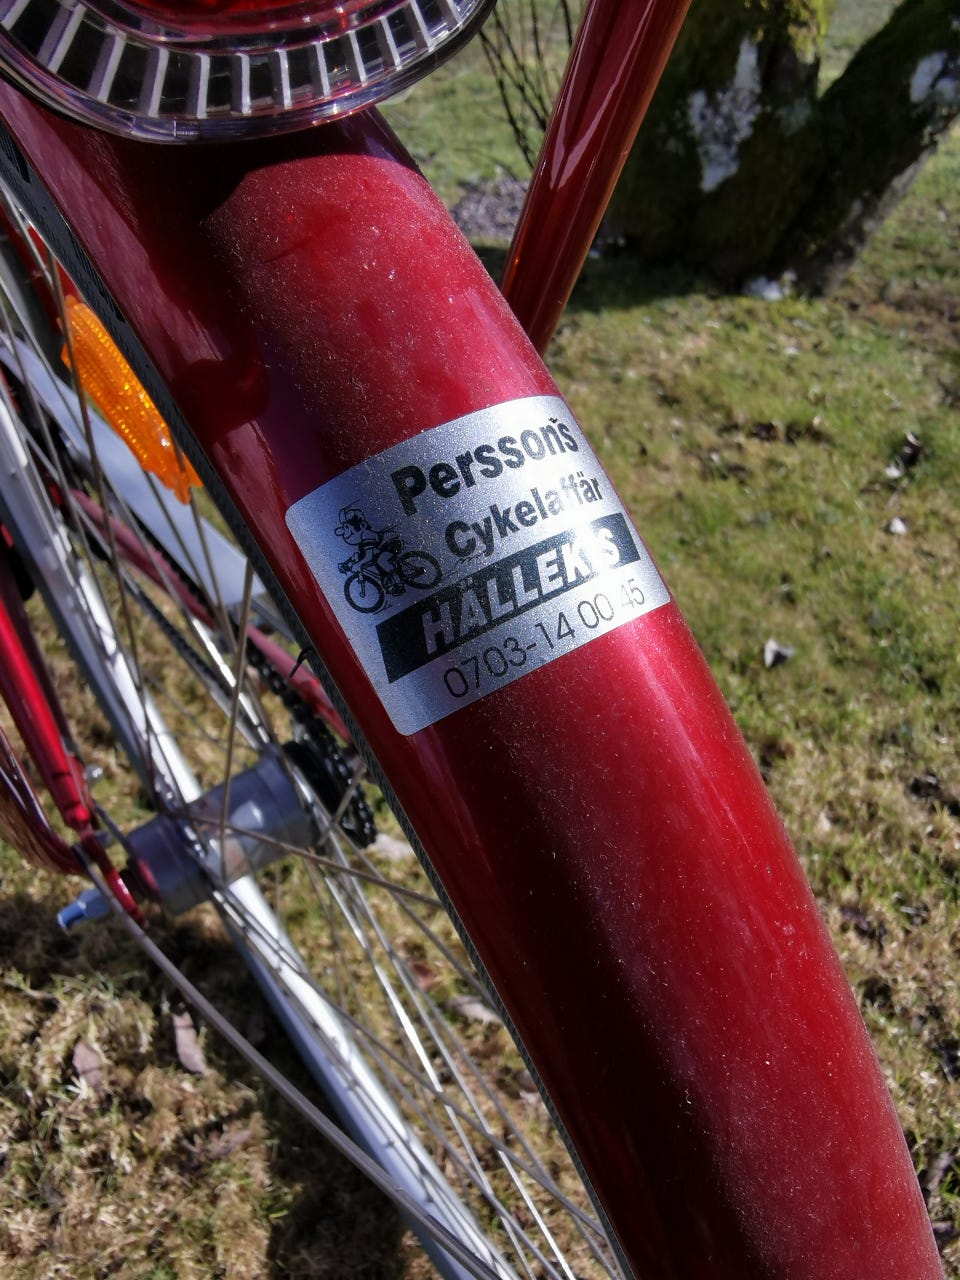 Persson's
Cykelaffär
HÄLLEKIS
0703-14 00 45